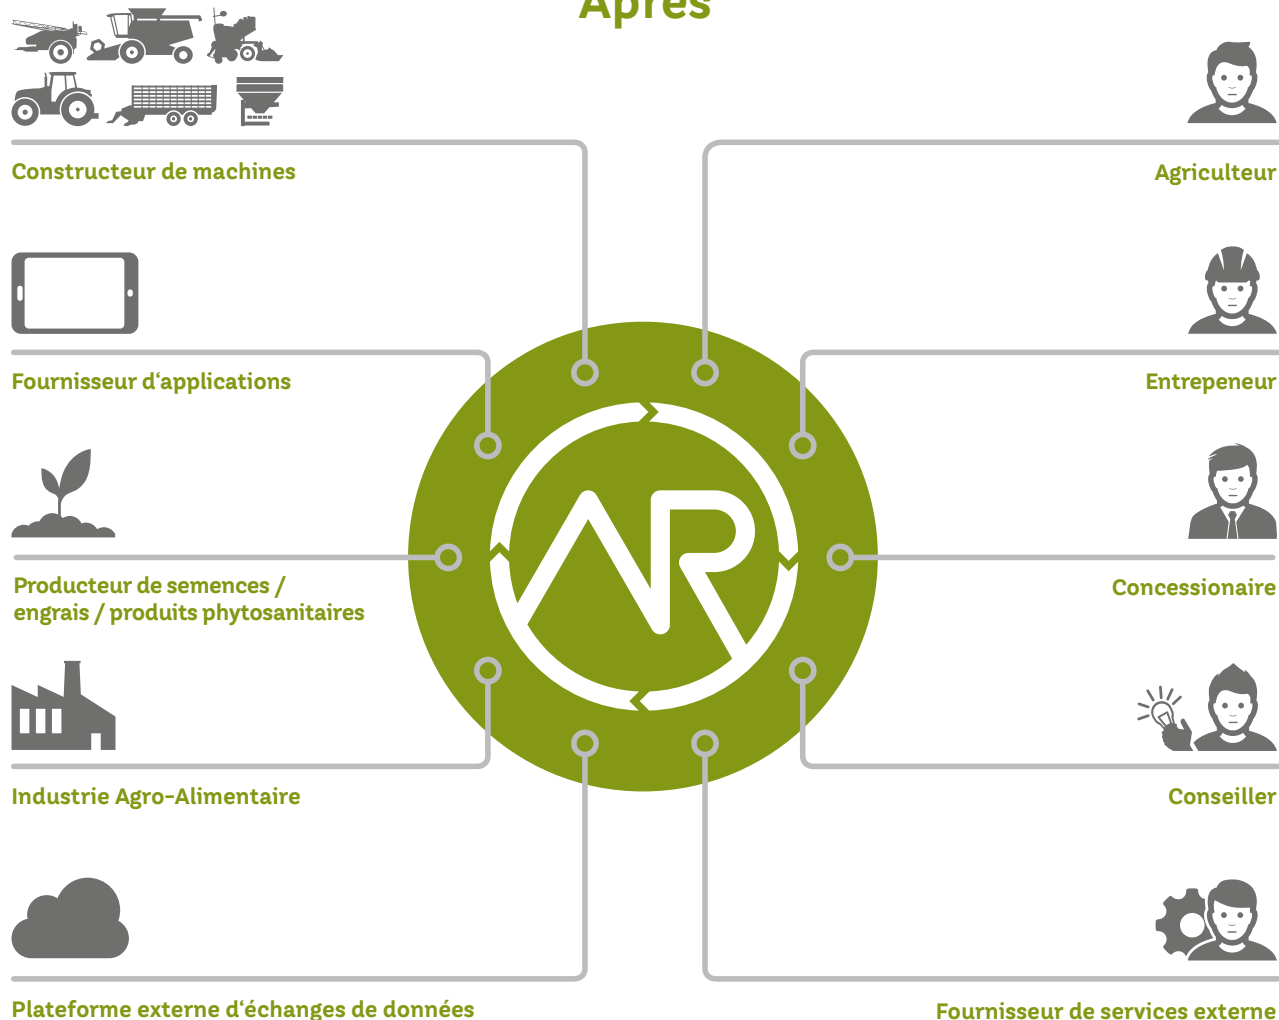 Après
Constructeur de machines
Agriculteur
Fournisseur d‘applications
Entrepeneur
AR
Producteur de semences /
engrais / produits phytosanitaires
Concessionaire
Industrie Agro-Alimentaire
Conseiller
Plateforme externe d‘échanges de données
Fournisseur de services externe